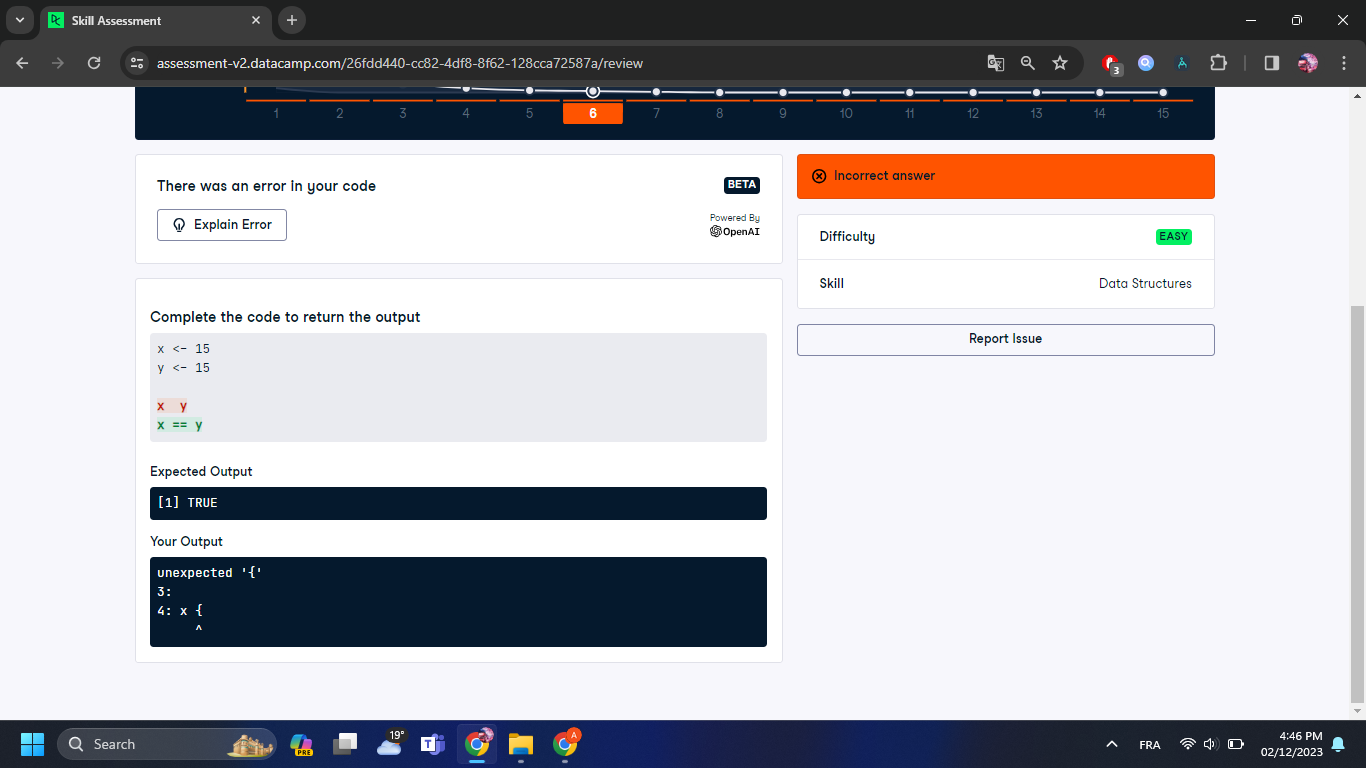 Skill Assessment
assessment-v2.datacamp.com/26fdd440-cc82-4df8-8f62-128cca72587a/review
3
1 2 3 4 5 6 7 8 9 10 11 12 13 14 15
There was an error in your code
BETA
Explain Error
Powered By
OpenAI
Incorrect answer
Difficulty
EASY
Skill
Data Structures
Report Issue
Complete the code to return the output
x <- 15
y <- 15
x  y
x == y
Expected Output
[1] TRUE
Your Output
unexpected '{'
3:
4: x {
^
Search
PRE
19°
A
FRA
4:46 PM
02/12/2023